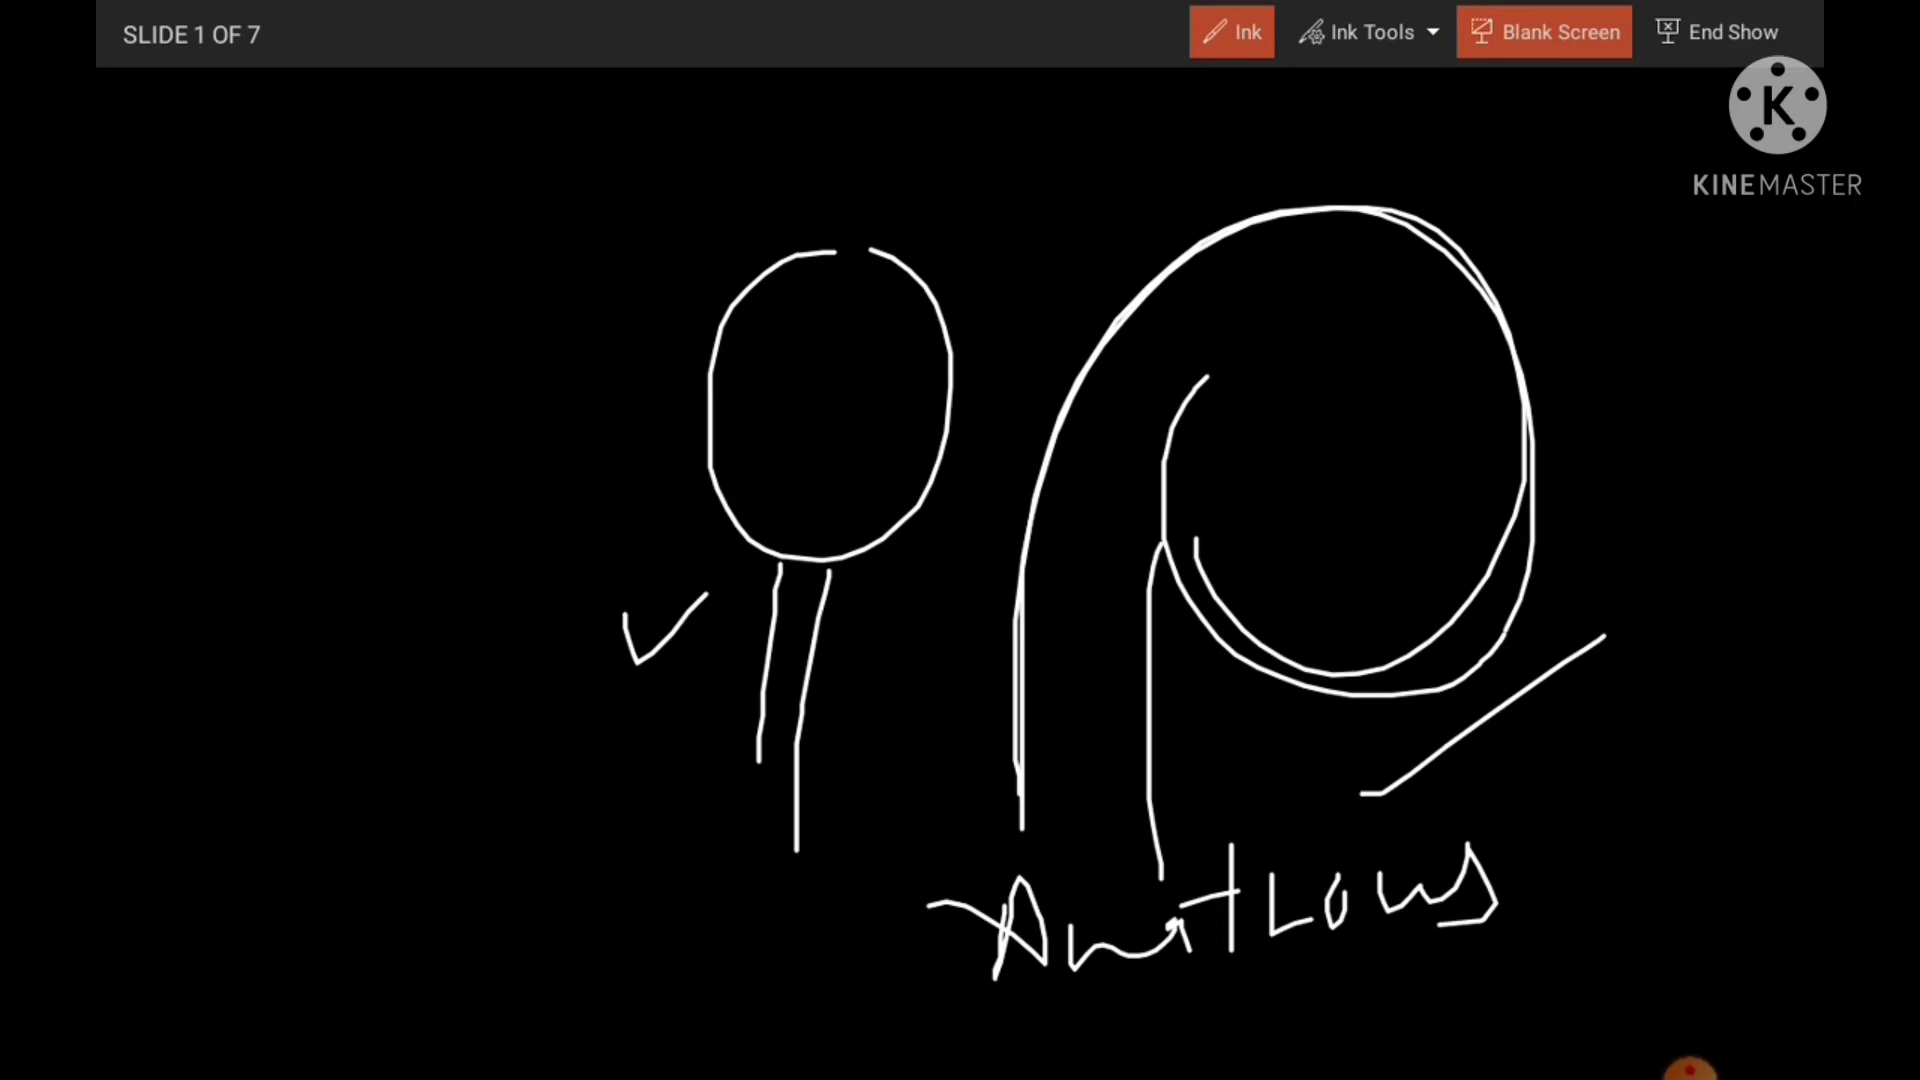 SLIDE 1 OF 7
Ink
Ink Tools
Blank Screen
End Show
K
KINEMASTER